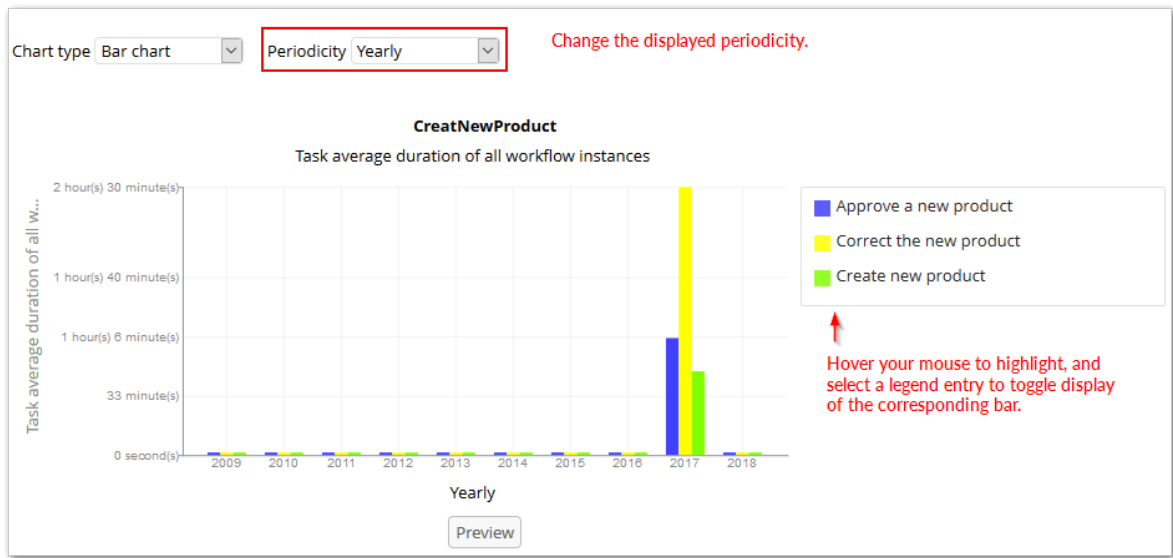 Chart type Bar chart Periodicity Yearly Change the displayed periodicity.
CreatNewProduct
Task average duration of all workflow instances
Task average duration of all w...
2 hour(s) 30 minute(s)
1 hour(s) 40 minute(s)
1 hour(s) 6 minute(s)
33 minute(s)
0 second(s)
2009 2010 2011 2012 2013 2014 2015 2016 2017 2018
Yearly
Preview
Approve a new product
Correct the new product
Create new product
Hover your mouse to highlight, and
select a legend entry to toggle display
of the corresponding bar.